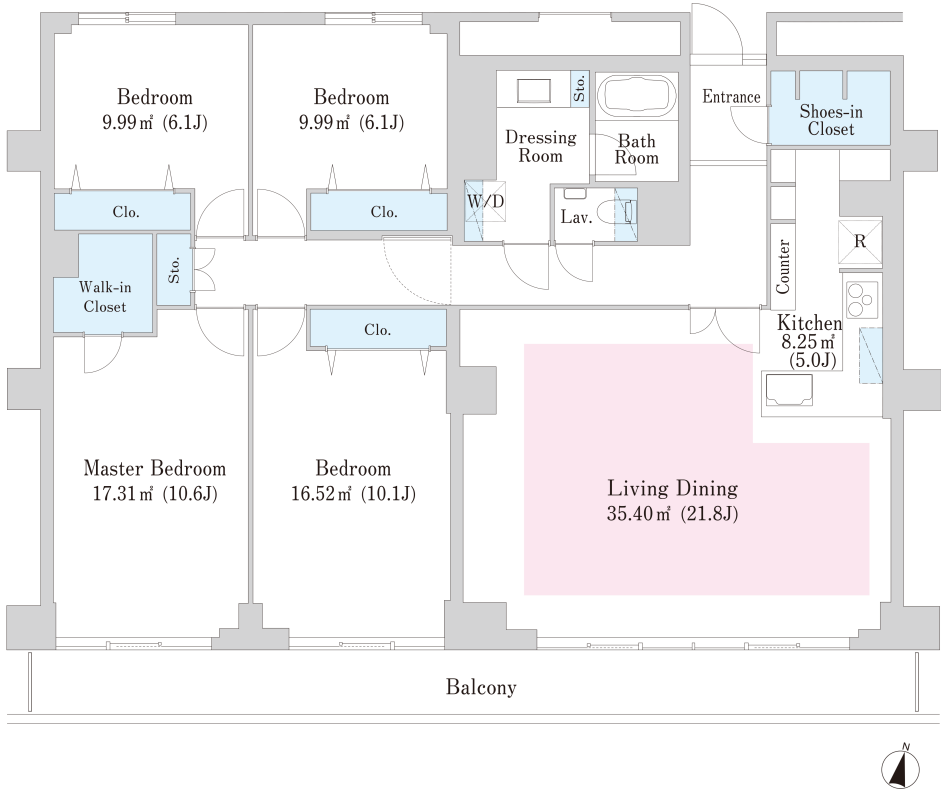 Bedroom
9.99㎡ (6.1J)
Bedroom
9.99㎡ (6.1J)
Sto.
Entrance
Shoes-in
Closet
Dressing
Room
Bath
Room
W/D
Lav.
Clo.
Clo.
Walk-in
Closet
Sto.
Counter
R
Clo.
Kitchen
8.25㎡
(5.0J)
Master Bedroom
17.31㎡ (10.6J)
Bedroom
16.52㎡ (10.1J)
Living Dining
35.40㎡ (21.8J)
Balcony
N